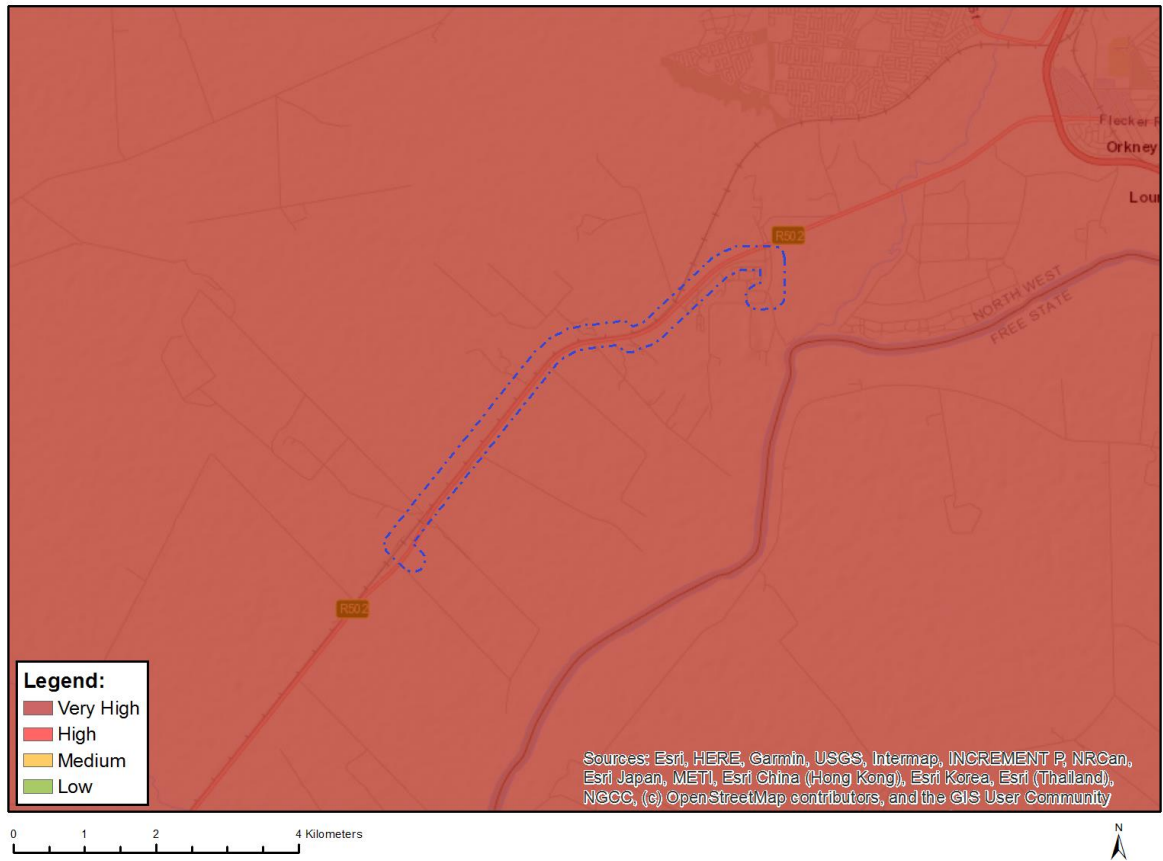 st
Flecker
Orkney
Lour
R502
NORTH WEST
FREE STATE
R502
Legend:
Very High
High
Medium
Low
Sources: Esri, HERE, Garmin, USGS, Intermap, INCREMENT P, NRCan,
Esri Japan, METI, Esri China (Hong Kong), Esri Korea, Esri (Thailand),
NGCC, (c) OpenStreetMap contributors, and the GIS User Community
0 1 2 4 Kilometers
N